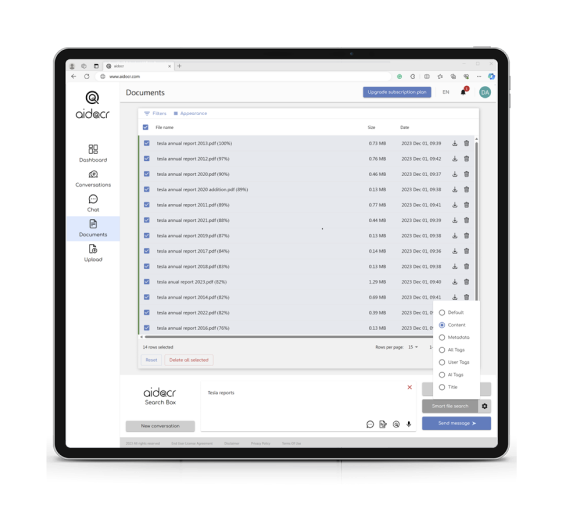 aidocr
www.aidocr.com
aidocr
Documents
Upgrade subscription plan
EN
DA
Filters
Appearance
File name
Size
Date
tesla annual report 2013.pdf (100%) 0.73 MB 2023 Dec 01, 09:39
tesla annual report 2012.pdf (97%) 0.76 MB 2023 Dec 01, 09:42
tesla annual report 2020.pdf (90%) 0.46 MB 2023 Dec 01, 09:37
tesla annual report 2020 addition.pdf (89%) 0.13 MB 2023 Dec 01, 09:38
tesla annual report 2011.pdf (89%) 0.77 MB 2023 Dec 01, 09:41
tesla annual report 2021.pdf (88%) 0.44 MB 2023 Dec 01, 09:39
tesla annual report 2019.pdf (87%) 0.13 MB 2023 Dec 01, 09:38
tesla annual report 2017.pdf (84%) 0.14 MB 2023 Dec 01, 09:36
tesla annual report 2018.pdf (83%) 0.13 MB 2023 Dec 01, 09:38
tesla anual report 2023.pdf (82%) 1.29 MB 2023 Dec 01, 09:40
tesla annual report 2014.pdf (82%) 0.69 MB 2023 Dec 01, 09:41
tesla annual report 2022.pdf (82%) 0.39 MB 2023 Dec 01, 0
tesla annual report 2016.pdf (76%) 0.13 MB 2023 Dec 01, 0
14 rows selected
Rows per page: 15
Reset
Delete all selected
Dashboard
Conversations
Chat
Documents
Upload
Default
Content
Metadata
All Tags
User Tags
AI Tags
Title
aidocr
Search Box
New conversation
Tesla reports
Smart file search
Send message